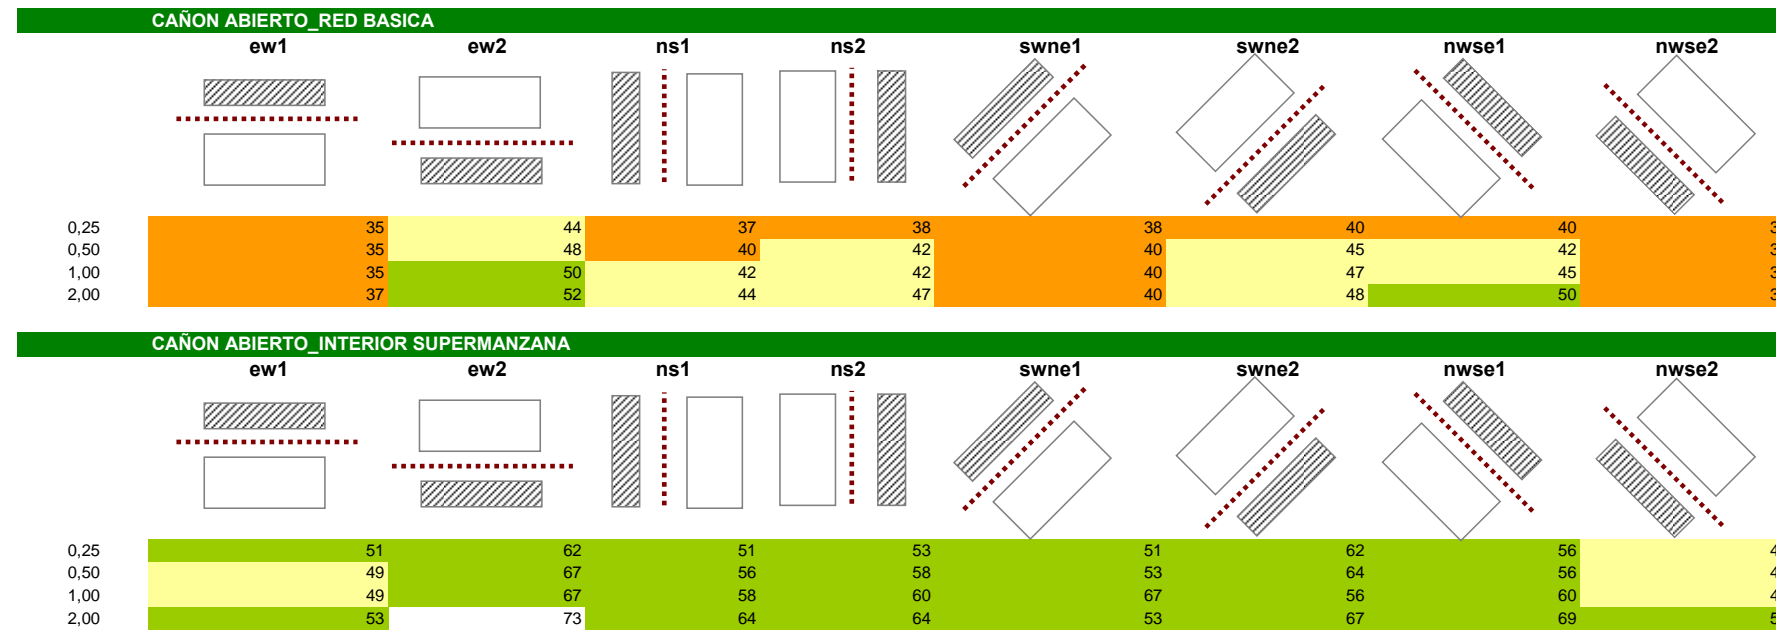 CAÑON ABIERTO_RED BASICA
ew1 ew2 ns1 ns2 swne1 swne2 nwse1 nwse2
0,25 35 44 37 38 38 40 40
0,50 35 48 40 42 40 45 42
1,00 35 50 42 42 40 47 45
2,00 37 52 44 47 40 48 50
CAÑON ABIERTO_INTERIOR SUPERMANZANA
ew1 ew2 ns1 ns2 swne1 swne2 nwse1 nwse2
0,25 51 62 51 53 51 62 56
0,50 49 67 56 58 53 64 56
1,00 49 67 58 60 67 56 60
2,00 53 73 64 64 53 67 69